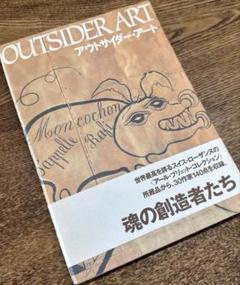 OUTSIDER ART
アウトサイダー・アート
Mon cochon
s'appelle
世界最高を誇るスイス・ローザンヌの
〈アール・ブリュット・コレクション〉
所蔵品から、30作家140点を収録。
魂の創造者たち